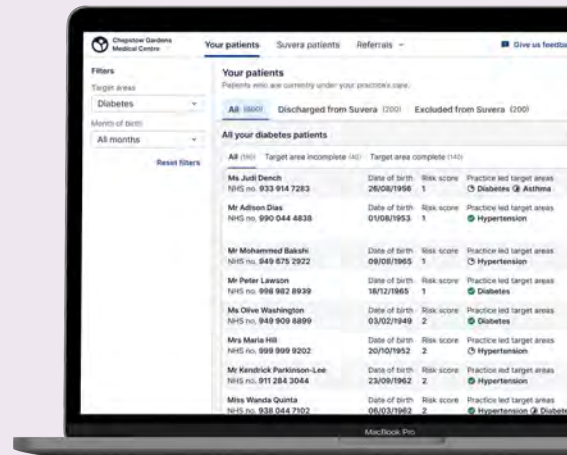 Chepstow Gardens
Medical Centre
Your patients Suvera patients Referrals
Give us feedba
Filters
Target areas
Diabetes
Month of birth
All months
Reset filters
Your patients
Patients who are currently under your practice's care.
All (800) Discharged from Suvera (200) Excluded from Suvera (200)
All your diabetes patients
All (180) Target area incomplete (40) Target area complete (140)
Ms Judi Dench Date of birth Risk score Practice led target areas
NHS no. 933 914 7283 26/08/1956 1 Diabetes Asthma
Mr Adison Dias Date of birth Risk score Practice led target areas
NHS no. 990 044 4838 01/08/1953 1 Hypertension
Mr Mohammed Bakshi Date of birth Risk score Practice led target areas
NHS no. 949 675 2922 09/08/1965 1 Hypertension
Mr Peter Lawson Date of birth Risk score Practice led target areas
NHS no. 998 982 8939 18/12/1965 1 Diabetes
Ms Olive Washington Date of birth Risk score Practice led target areas
NHS no. 949 909 8899 03/02/1949 2 Diabetes
Mrs Maria Hill Date of birth Risk score Practice led target areas
NHS no. 999 999 9202 20/10/1952 2 Hypertension
Mr Kendrick Parkinson-Lee Date of birth Risk score Practice led target areas
NHS no. 911 284 3044 23/09/1962 2 Hypertension
Miss Wanda Quinta Date of birth Risk score Practice led target areas
NHS no. 938 044 7102 06/03/1962 2 Hypertension Diabete
MacBook Pro